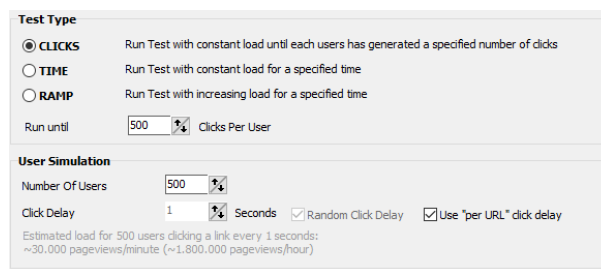 Test Type
CLICKS Run Test with constant load until each users has generated a specified number of clicks
TIME Run Test with constant load for a specified time
RAMP Run Test with increasing load for a specified time
Run until 500 Clicks Per User
User Simulation
Number Of Users 500
Click Delay 1 Seconds Random Click Delay Use "per URL" click delay
Estimated load for 500 users clicking a link every 1 seconds:
~30.000 pageviews/minute (~1.800.000 pageviews/hour)